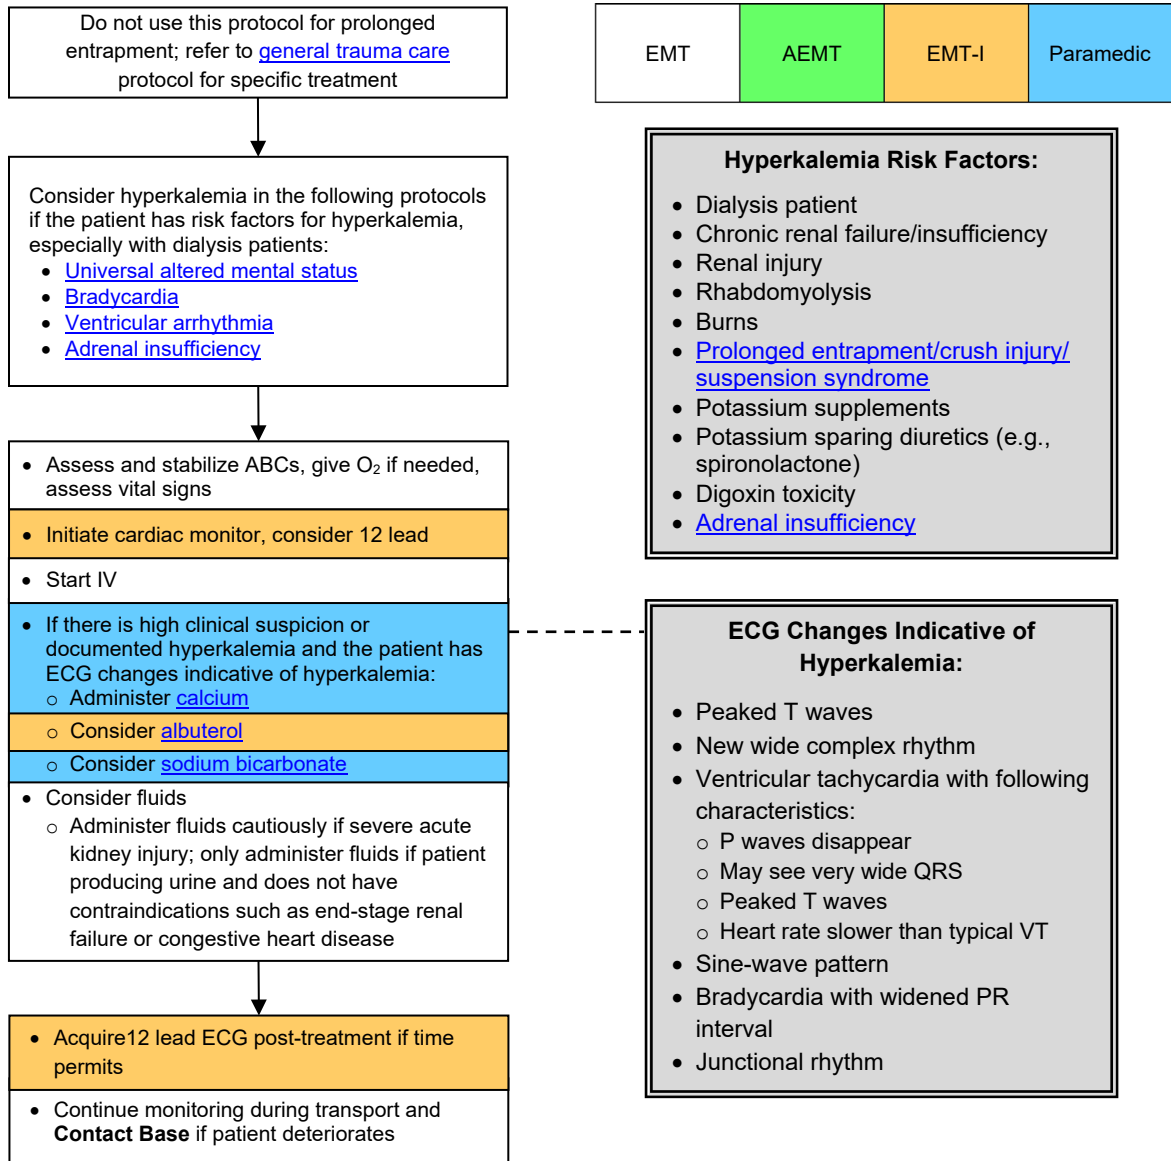 Do not use this protocol for prolonged
entrapment; refer to general trauma care
protocol for specific treatment
EMT
AEMT
EMT-I
Paramedic
Consider hyperkalemia in the following protocols
if the patient has risk factors for hyperkalemia,
especially with dialysis patients:
• Universal altered mental status
• Bradycardia
• Ventricular arrhythmia
• Adrenal insufficiency
• Assess and stabilize ABCs, give O₂ if needed,
assess vital signs
• Initiate cardiac monitor, consider 12 lead
• Start IV
• If there is high clinical suspicion or
documented hyperkalemia and the patient has
ECG changes indicative of hyperkalemia:
o Administer calcium
o Consider albuterol
o Consider sodium bicarbonate
• Consider fluids
o Administer fluids cautiously if severe acute
kidney injury; only administer fluids if patient
producing urine and does not have
contraindications such as end-stage renal
failure or congestive heart disease
• Acquire12 lead ECG post-treatment if time
permits
• Continue monitoring during transport and
Contact Base if patient deteriorates
Hyperkalemia Risk Factors:
• Dialysis patient
• Chronic renal failure/insufficiency
• Renal injury
• Rhabdomyolysis
• Burns
• Prolonged entrapment/crush injury/
suspension syndrome
• Potassium supplements
• Potassium sparing diuretics (e.g.,
spironolactone)
• Digoxin toxicity
• Adrenal insufficiency
ECG Changes Indicative of
Hyperkalemia:
• Peaked T waves
• New wide complex rhythm
• Ventricular tachycardia with following
characteristics:
o P waves disappear
o May see very wide QRS
o Peaked T waves
o Heart rate slower than typical VT
• Sine-wave pattern
• Bradycardia with widened PR
interval
• Junctional rhythm